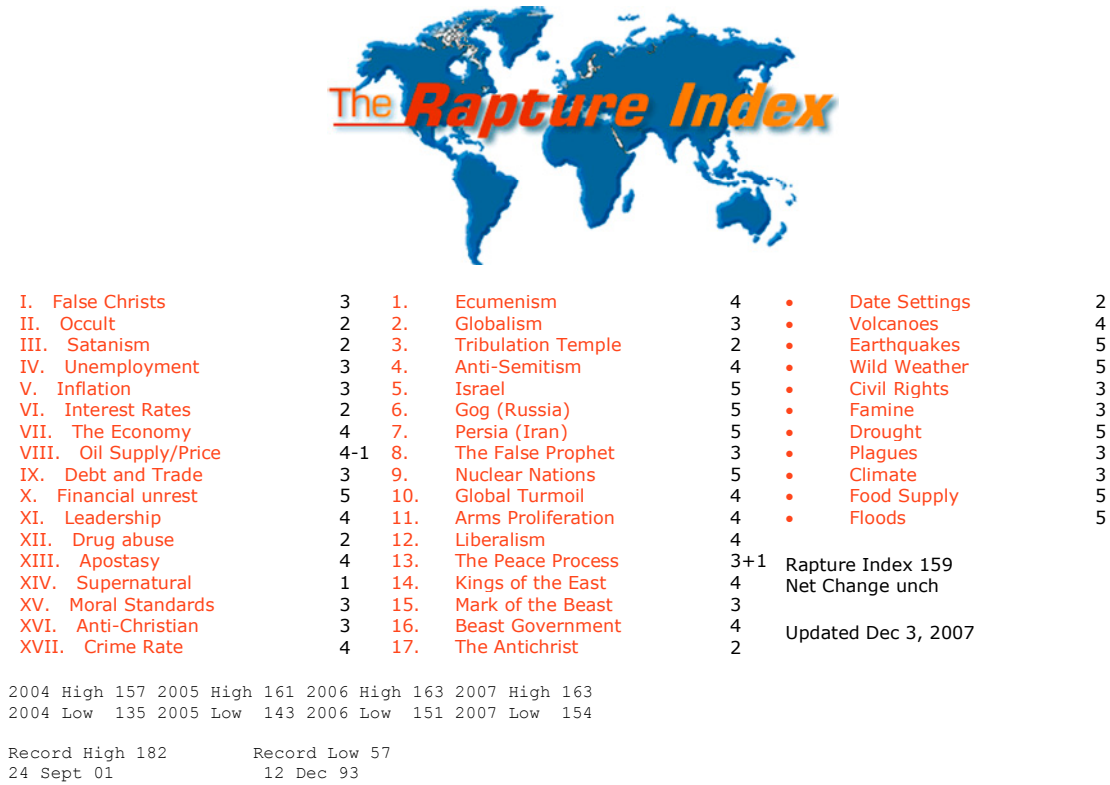 The Rapture Index
I. False Christs 3 1. Ecumenism 4 • Date Settings 2
II. Occult 2 2. Globalism 3 • Volcanoes 4
III. Satanism 2 3. Tribulation Temple 2 • Earthquakes 5
IV. Unemployment 3 4. Anti-Semitism 4 • Wild Weather 5
V. Inflation 3 5. Israel 5 • Civil Rights 3
VI. Interest Rates 2 6. Gog (Russia) 5 • Famine 3
VII. The Economy 4 7. Persia (Iran) 5 • Drought 5
VIII. Oil Supply/Price 4-1 8. The False Prophet 3 • Plagues 3
IX. Debt and Trade 3 9. Nuclear Nations 5 • Climate 3
X. Financial unrest 5 10. Global Turmoil 4 • Food Supply 5
XI. Leadership 4 11. Arms Proliferation 4 • Floods 5
XII. Drug abuse 2 12. Liberalism 4
XIII. Apostasy 4 13. The Peace Process 3+1 Rapture Index 159
XIV. Supernatural 1 14. Kings of the East 4 Net Change unch
XV. Moral Standards 3 15. Mark of the Beast 3
XVI. Anti-Christian 3 16. Beast Government 4 Updated Dec 3, 2007
XVII. Crime Rate 4 17. The Antichrist 2
2004 High 157 2005 High 161 2006 High 163 2007 High 163
2004 Low 135 2005 Low 143 2006 Low 151 2007 Low 154
Record High 182 Record Low 57
24 Sept 01 12 Dec 93